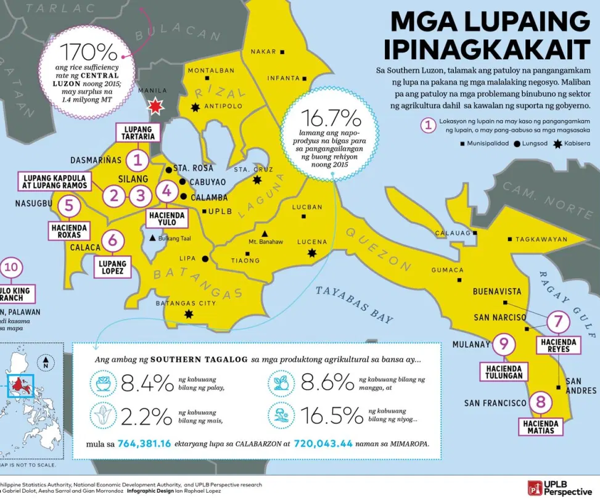 MGA LUPAING
IPINAGKAKAIT
Sa Southern Luzon, talamak ang patuloy na pangangamkam
ng lupa na pakana ng mga malalaking negosyo. Maliban
pa ang patuloy na mga problemang binubuno ng sektor
ng agrikultura dahil sa kawalan ng suporta ng gobyerno.
1 Lokasyon ng lupain na may kaso ng pangangamkam
ng lupain, o may pang-aabuso sa mga magsasaka
Munisipalidad Lungsod Kabisera
TARLAC
BULACAN
170%
ang rice sufficiency
rate ng CENTRAL
LUZON noong 2015;
may surplus na
1.4 milyong MT
MANILA
MONTALBAN
RIZAL
ANTIPOLO
NAKAR
INFANTA
16.7%
lamang ang napo-
prodyus na bigas para
sa pangangailangan
ng buong rehiyon
noong 2015
LUPANG
TARTARIA
1
DASMARIÑAS
SILANG
STA. ROSA
CABUYAO
CALAMBA
UPLB
STA. CRUZ
LAGUNA
LUPANG KAPDULA
AT LUPANG RAMOS
2
3
4
HACIENDA
YULO
NASUGBU
5
HACIENDA
ROXAS
CALACA
6
LUPANG
LOPEZ
Bulkang Taal
LIPA
BATANGAS
BATANGAS CITY
Mt. Banahaw
TIAONG
LUCBAN
LUCENA
QUEZON
TAYABAS BAY
CAM. NORTE
CALAUAG
TAGKAWAYAN
GUMACA
RAGAY GULF
BUENAVISTA
SAN NARCISO
7
HACIENDA
REYES
MULANAY
9
HACIENDA
TULUNGAN
SAN
ANDRES
SAN FRANCISCO
8
HACIENDA
MATIAS
10
LO KING
RANCH
N, PALAWAN
di kasama
sa mapa
N
MAP IS NOT TO SCALE.
Ang ambag ng SOUTHERN TAGALOG sa mga produktong agrikultural sa bansa ay...
8.4% ng kabuuang
bilang ng palay,
8.6% ng kabuuang bilang ng
mangga, at
2.2% ng kabuuang
bilang ng mais,
16.5% ng kabuuang
bilang ng niyog...
mula sa 764,381.16 ektaryang lupa sa CALABARZON at 720,043.44 naman sa MIMAROPA.
Philippine Statistics Authority, National Economic Development Authority, and UPLB Perspective research
Gabriel Dolot, Aesha Sarrol and Gian Morrondoz Infographic Design Ian Raphael Lopez
UPLB
Perspective